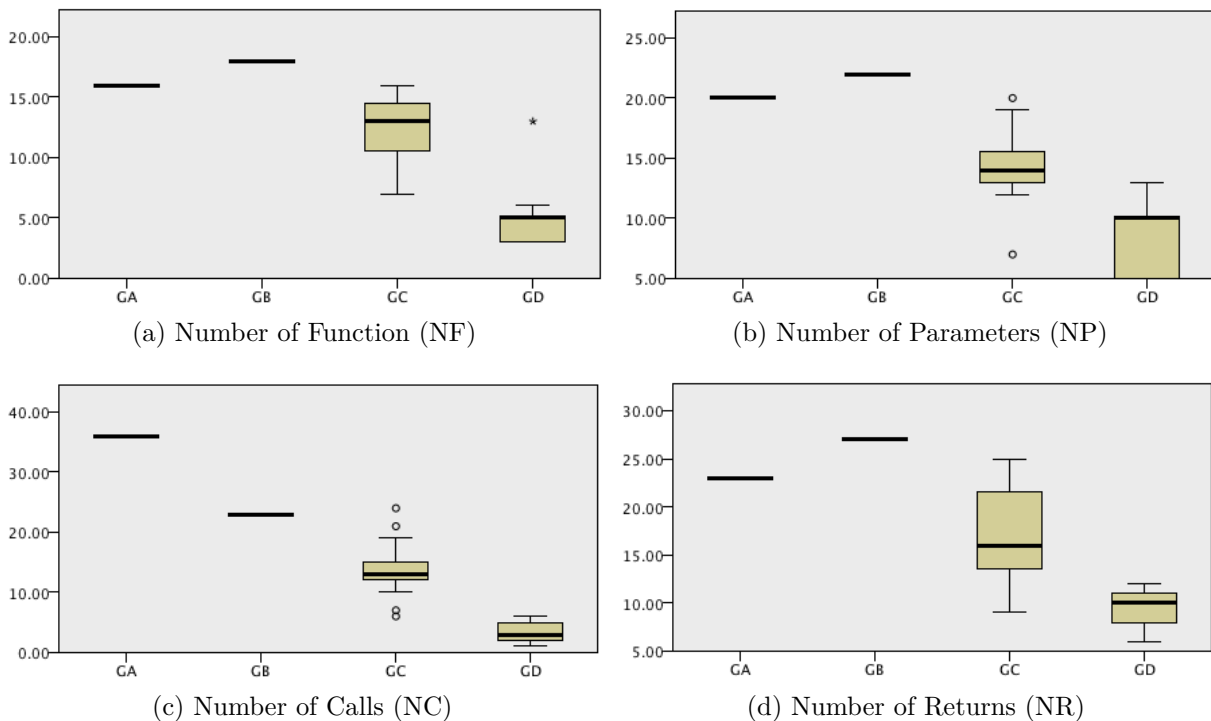 20.00
15.00
10.00
5.00
0.00
GA GB GC GD
(a) Number of Function (NF)
25.00
20.00
15.00
10.00
5.00
GA GB GC GD
(b) Number of Parameters (NP)
40.00
30.00
20.00
10.00
0.00
GA GB GC GD
(c) Number of Calls (NC)
30.00
25.00
20.00
15.00
10.00
5.00
GA GB GC GD
(d) Number of Returns (NR)